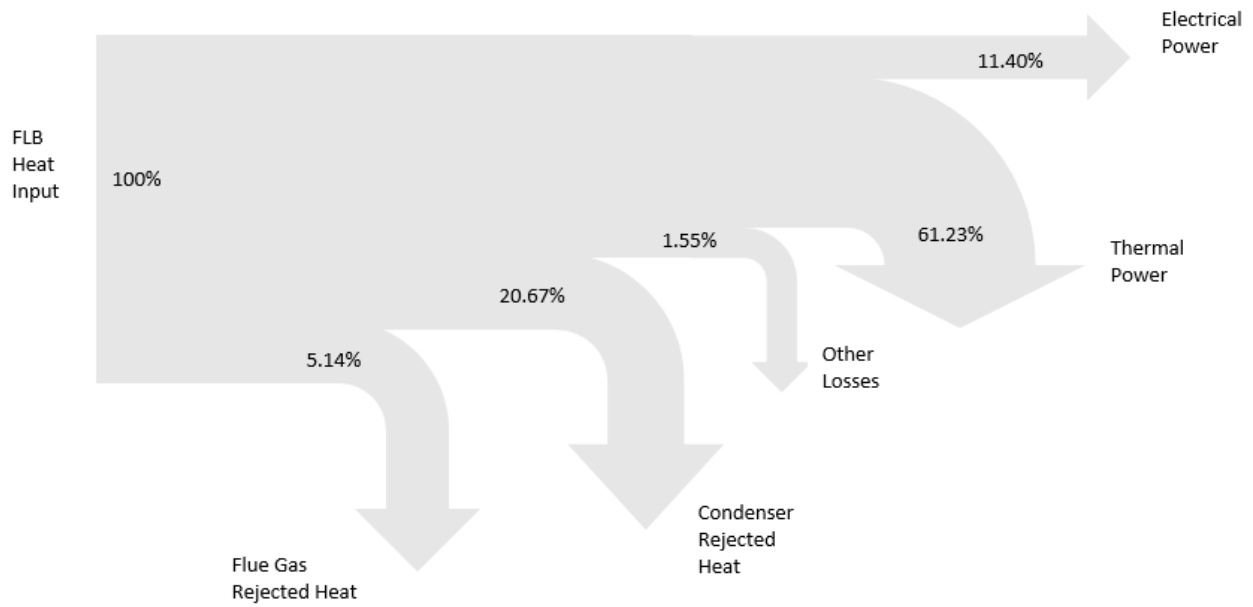 Electrical
Power
11.40%
FLB
Heat
Input
100%
1.55%
61.23%
Thermal
Power
20.67%
5.14%
Other
Losses
Condenser
Rejected
Heat
Flue Gas
Rejected Heat